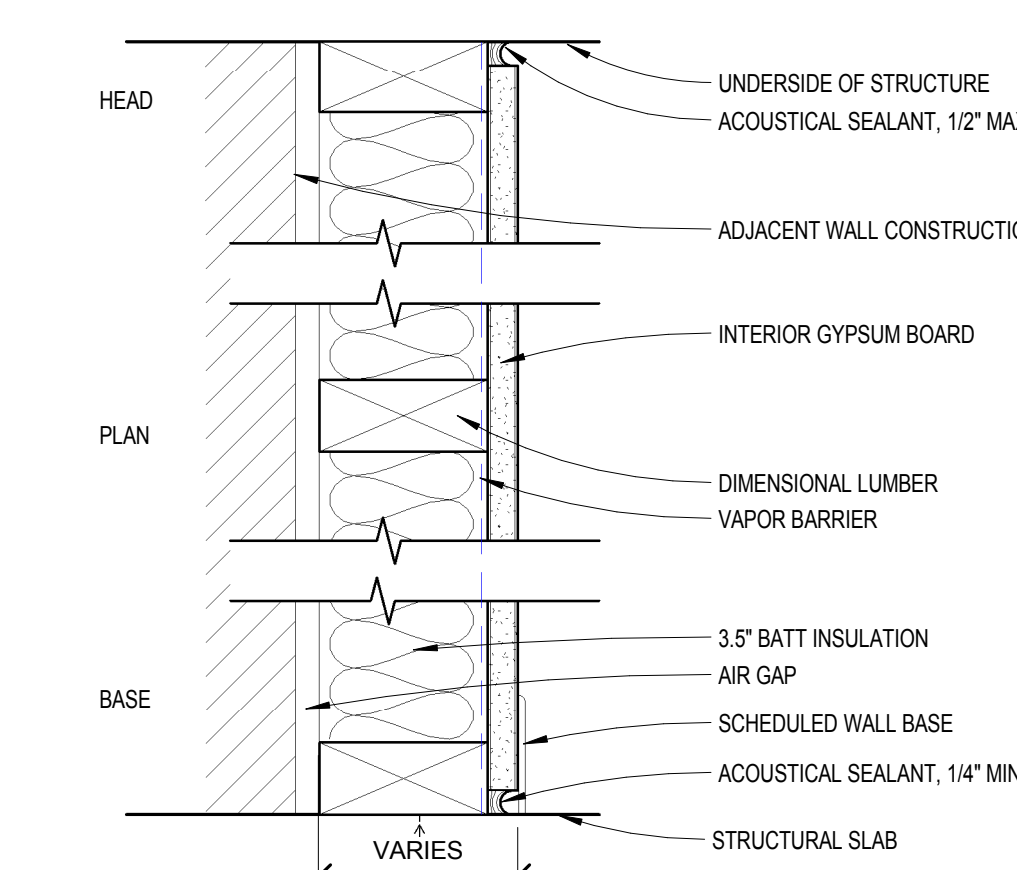 HEAD
UNDERSIDE OF STRUCTURE
ACOUSTICAL SEALANT, 1/2" MAX
ADJACENT WALL CONSTRUCTIO
INTERIOR GYPSUM BOARD
PLAN
DIMENSIONAL LUMBER
VAPOR BARRIER
3.5" BATT INSULATION
AIR GAP
BASE
SCHEDULED WALL BASE
ACOUSTICAL SEALANT, 1/4" MIN
STRUCTURAL SLAB
VARIES